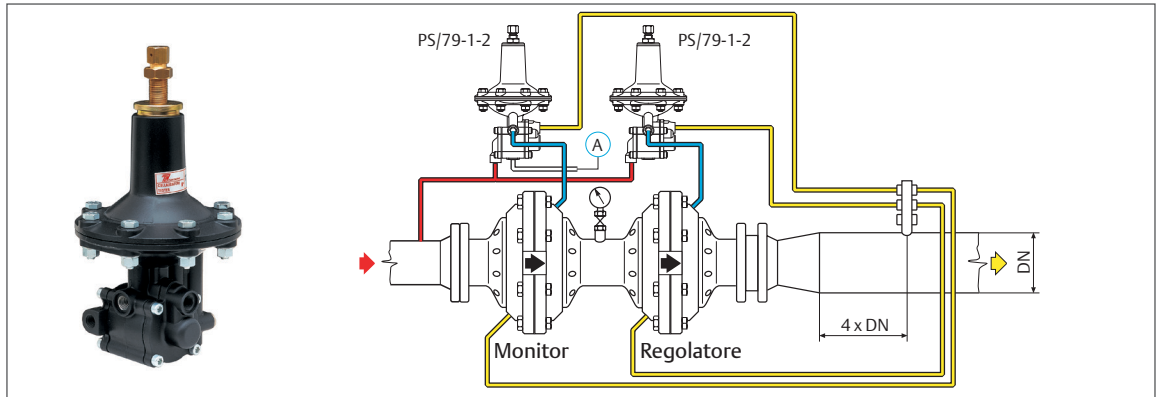 PS/79-1-2
PS/79-1-2
A
DN
4 x DN
Monitor
Regolatore